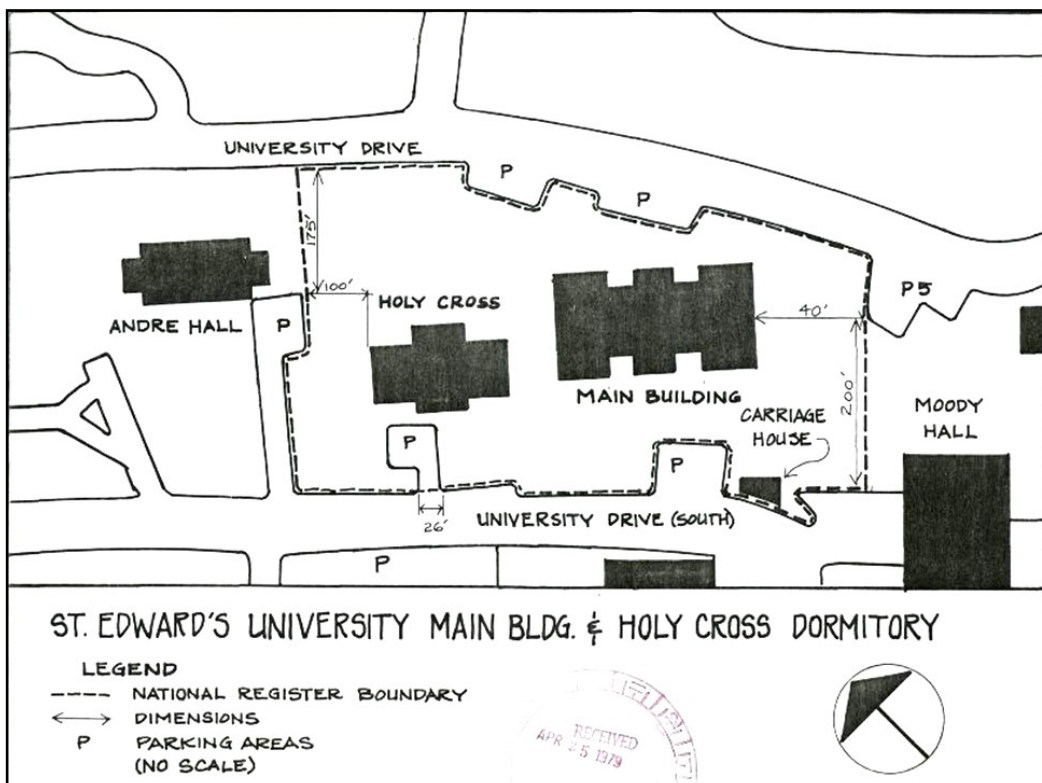 UNIVERSITY DRIVE
P
P
175'
100'
HOLY CROSS
P5
40'
ANDRE HALL
P
MAIN BUILDING
200'
CARRIAGE
HOUSE
MOODY
HALL
P
P
26'
UNIVERSITY DRIVE (SOUTH)
P
ST. EDWARD'S UNIVERSITY MAIN BLDG. & HOLY CROSS DORMITORY
LEGEND
NATIONAL REGISTER BOUNDARY
DIMENSIONS
P PARKING AREAS
(NO SCALE)
RECEIVED
APR 1979